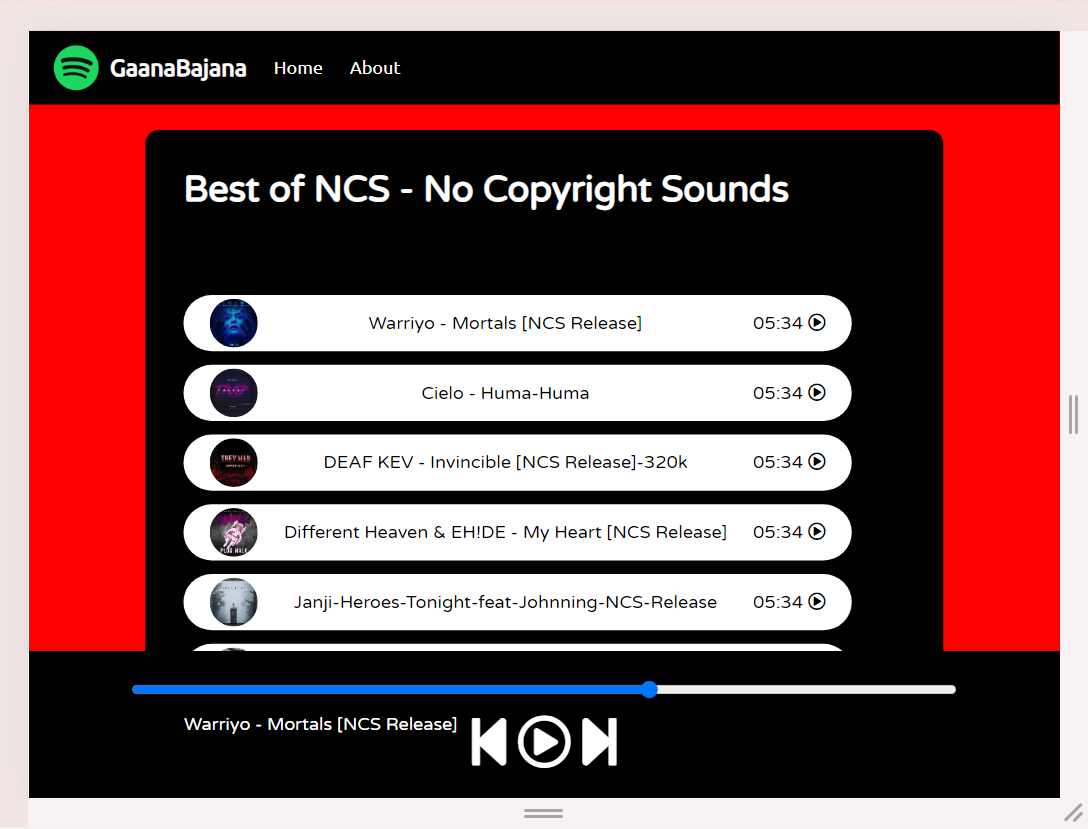 GaanaBajana Home About
Best of NCS - No Copyright Sounds
Warriyo - Mortals [NCS Release] 05:34
Cielo - Huma-Huma 05:34
DEAF KEV - Invincible [NCS Release]-320k 05:34
Different Heaven & EH!DE - My Heart [NCS Release] 05:34
Janji-Heroes-Tonight-feat-Johnning-NCS-Release 05:34
Warriyo - Mortals [NCS Release]